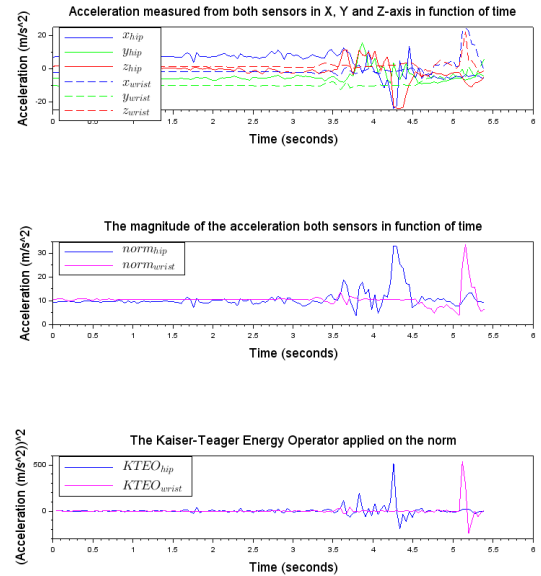 Acceleration measured from both sensors in X, Y and Z-axis in function of time
Acceleration (m/s^2)
20
0
-20
x_hip
y_hip
z_hip
x_wrist
y_wrist
z_wrist
0 0.5 1 1.5 2 2.5 3 3.5 4 4.5 5 5.5 6
Time (seconds)
The magnitude of the acceleration both sensors in function of time
Acceleration (m/s^2)
30
20
10
0
norm_hip
norm_wrist
0 0.5 1 1.5 2 2.5 3 3.5 4 4.5 5 5.5 6
Time (seconds)
The Kaiser-Teager Energy Operator applied on the norm
(Acceleration (m/s^2))^2
500
0
KTEO_hip
KTEO_wrist
0 0.5 1 1.5 2 2.5 3 3.5 4 4.5 5 5.5 6
Time (seconds)